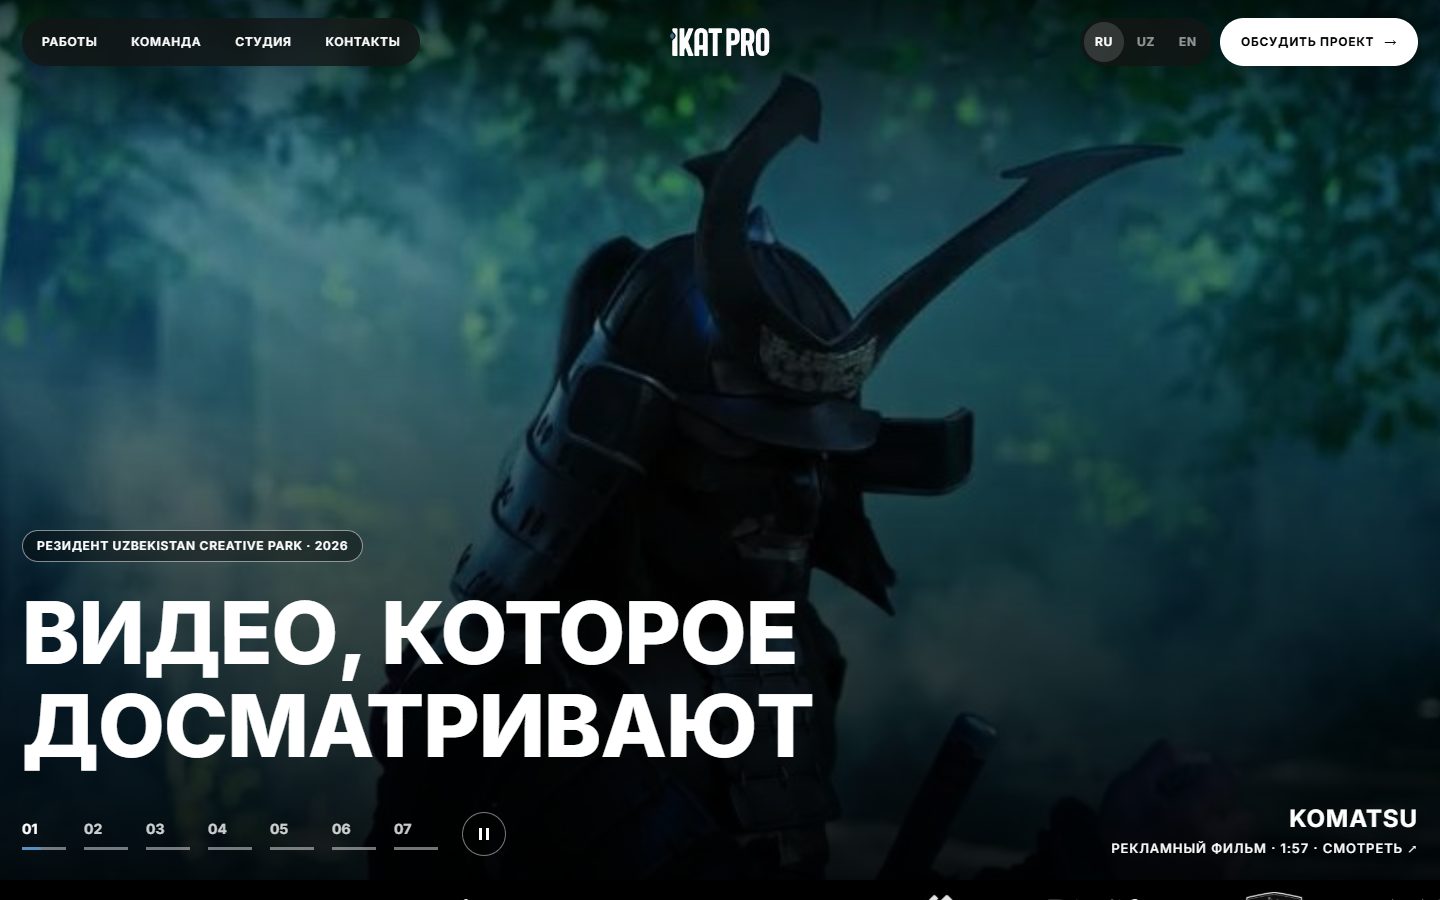 РАБОТЫ КОМАНДА СТУДИЯ КОНТАКТЫ
IKAT PRO
RU UZ EN
ОБСУДИТЬ ПРОЕКТ →
РЕЗИДЕНТ UZBEKISTAN CREATIVE PARK · 2026
ВИДЕО, КОТОРОЕ
ДОСМАТРИВАЮТ
01 02 03 04 05 06 07
KOMATSU
РЕКЛАМНЫЙ ФИЛЬМ · 1:57 · СМОТРЕТЬ ↗